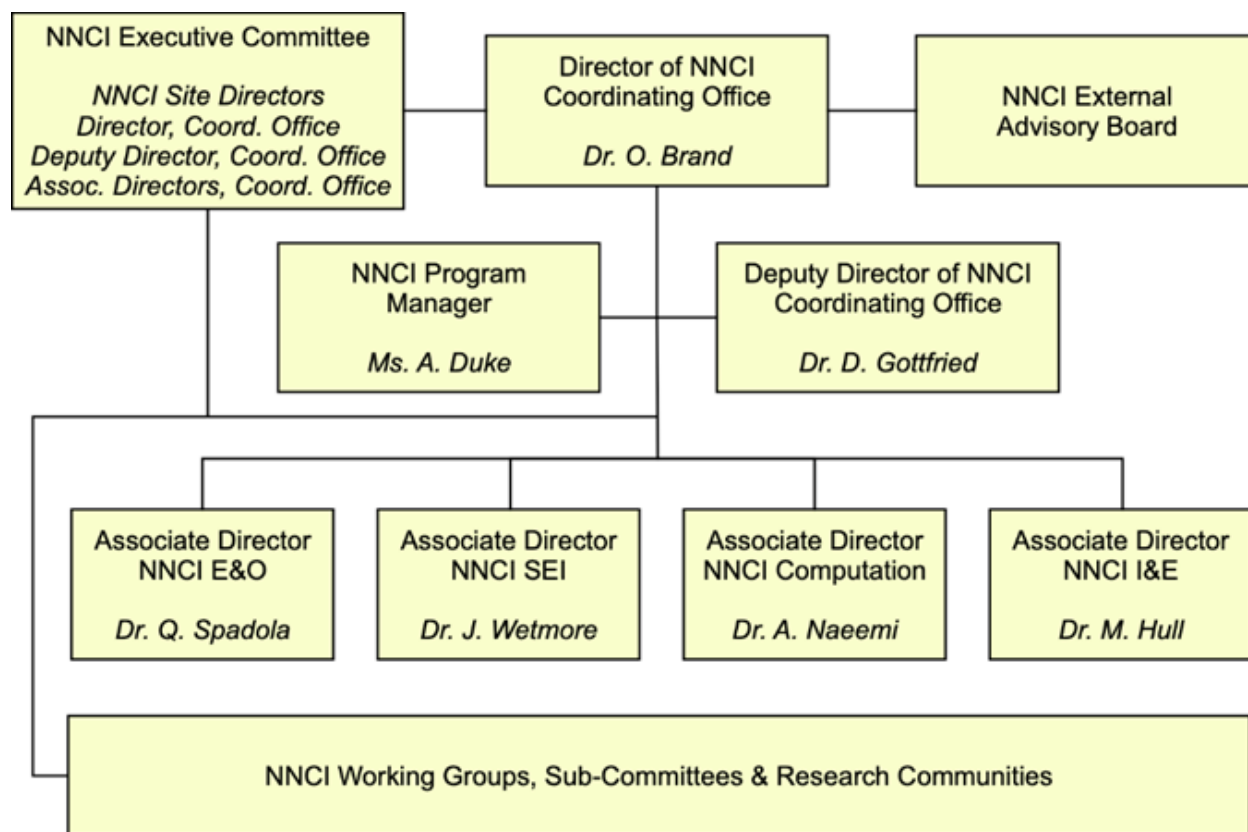 NNCI Executive Committee
NNCI Site Directors
Director, Coord. Office
Deputy Director, Coord. Office
Assoc. Directors, Coord. Office
Director of NNCI
Coordinating Office
Dr. O. Brand
NNCI External
Advisory Board
NNCI Program
Manager
Ms. A. Duke
Deputy Director of NNCI
Coordinating Office
Dr. D. Gottfried
Associate Director
NNCI E&O
Dr. Q. Spadola
Associate Director
NNCI SEI
Dr. J. Wetmore
Associate Director
NNCI Computation
Dr. A. Naeemi
Associate Director
NNCI I&E
Dr. M. Hull
NNCI Working Groups, Sub-Committees & Research Communities